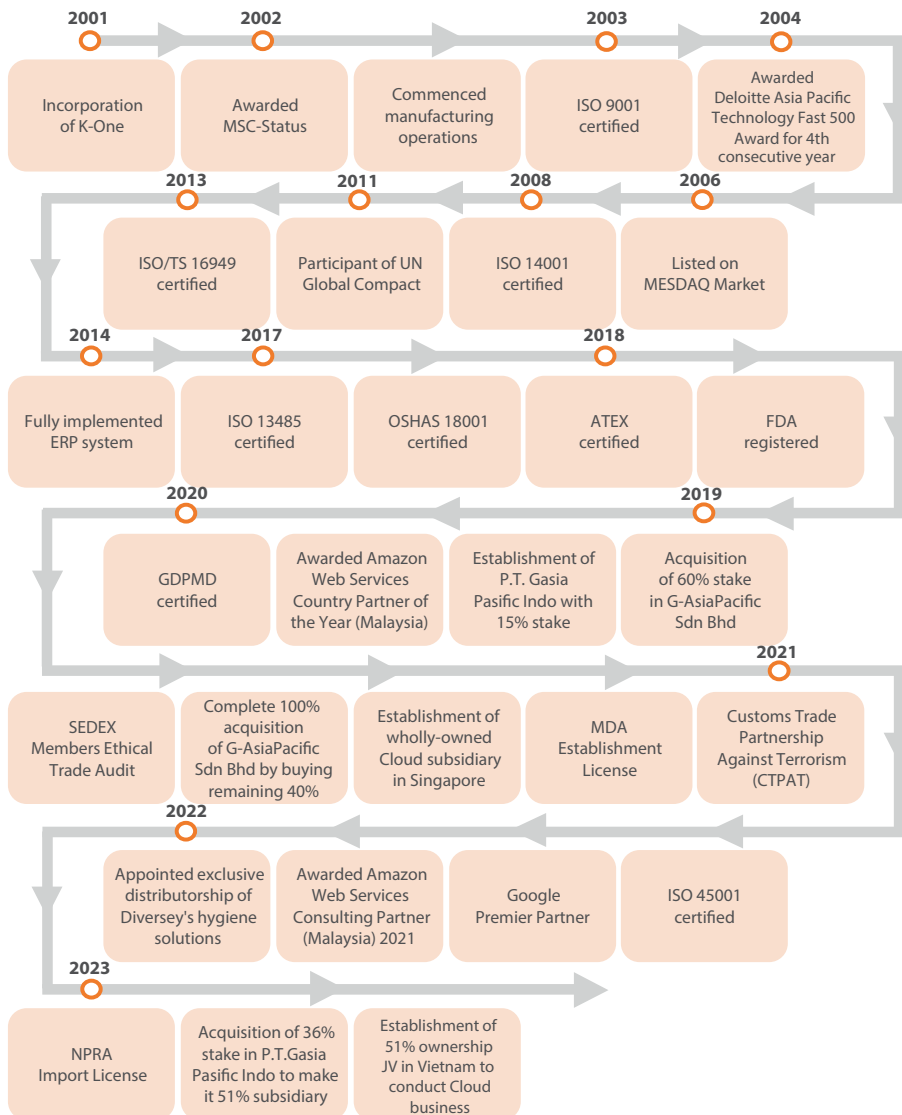 2001
Incorporation
of K-One
2002
Awarded
MSC-Status
Commenced
manufacturing
operations
2003
ISO 9001
certified
2004
Awarded
Deloitte Asia Pacific
Technology Fast 500
Award for 4th
consecutive year
2006
Listed on
MESDAQ Market
2008
ISO 14001
certified
2011
Participant of UN
Global Compact
2013
ISO/TS 16949
certified
2014
Fully implemented
ERP system
2017
ISO 13485
certified
OSHAS 18001
certified
2018
ATEX
certified
FDA
registered
2019
Acquisition
of 60% stake
in G-AsiaPacific
Sdn Bhd
Establishment of
P.T. Gasia
Pasific Indo with
15% stake
Awarded Amazon
Web Services
Country Partner of
the Year (Malaysia)
2020
GDPMD
certified
SEDEX
Members Ethical
Trade Audit
Complete 100%
acquisition
of G-AsiaPacific
Sdn Bhd by buying
remaining 40%
Establishment of
wholly-owned
Cloud subsidiary
in Singapore
MDA
Establishment
License
2021
Customs Trade
Partnership
Against Terrorism
(CTPAT)
ISO 45001
certified
Google
Premier Partner
Awarded Amazon
Web Services
Consulting Partner
(Malaysia) 2021
2022
Appointed exclusive
distributorship of
Diversey's hygiene
solutions
2023
NPRA
Import License
Acquisition of 36%
stake in P.T.Gasia
Pasific Indo to make
it 51% subsidiary
Establishment of
51% ownership
JV in Vietnam to
conduct Cloud
business